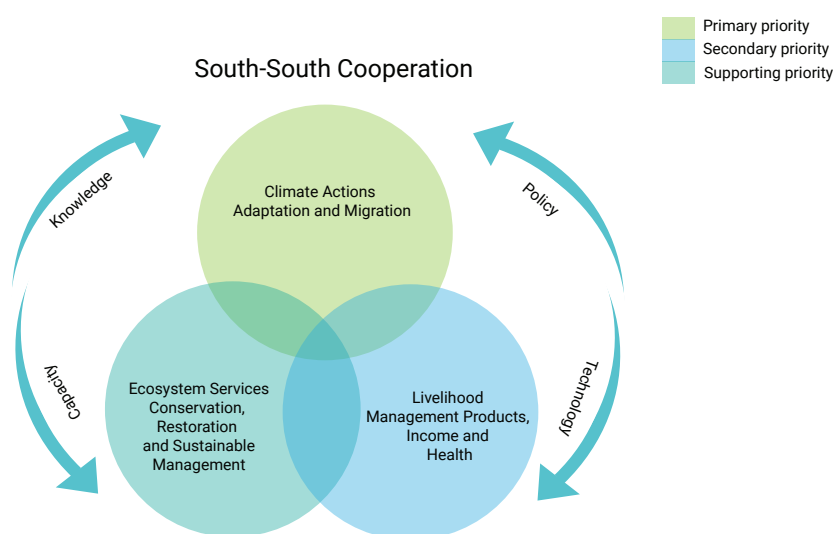 Primary priority
Secondary priority
Supporting priority
South-South Cooperation
Knowledge
Policy
Climate Actions
Adaptation and Migration
Capacity
Technology
Ecosystem Services
Conservation,
Restoration
and Sustainable
Management
Livelihood
Management Products,
Income and
Health